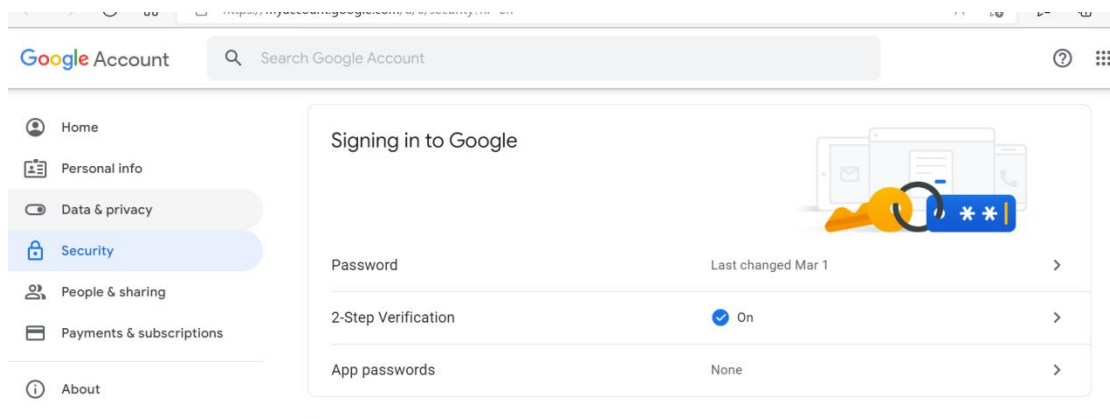 Google Account
Search Google Account
Home
Personal info
Data & privacy
Security
People & sharing
Payments & subscriptions
About
Signing in to Google
**
Password
Last changed Mar 1
2-Step Verification
On
App passwords
None